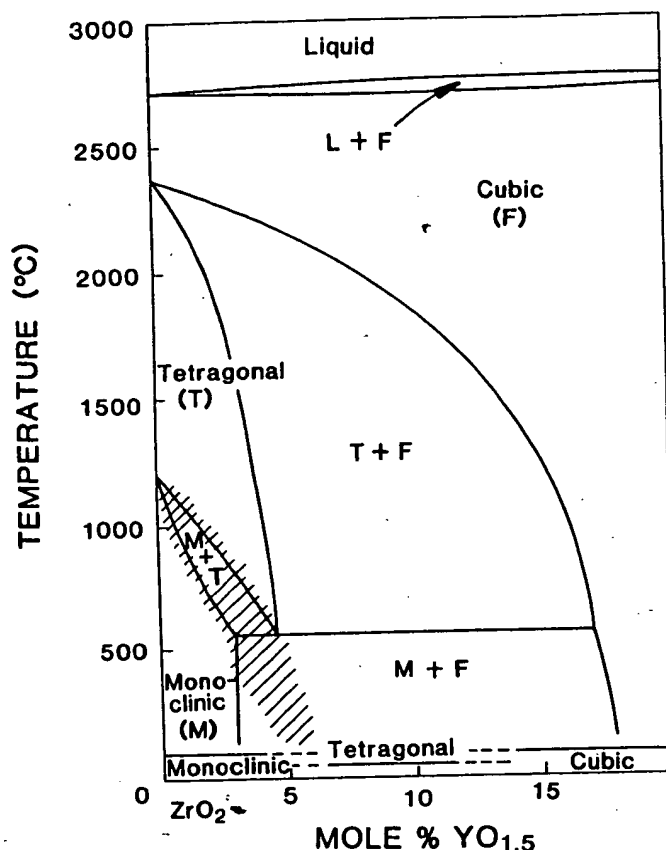 3000
Liquid
L + F
2500
Cubic
(F)
2000
TEMPERATURE (°C)
Tetragonal
(T)
1500
T + F
1000
M
+
T
500
Mono-
clinic
(M)
M + F
Tetragonal
Monoclinic
Cubic
0
5
10
15
ZrO₂
MOLE % YO₁.₅